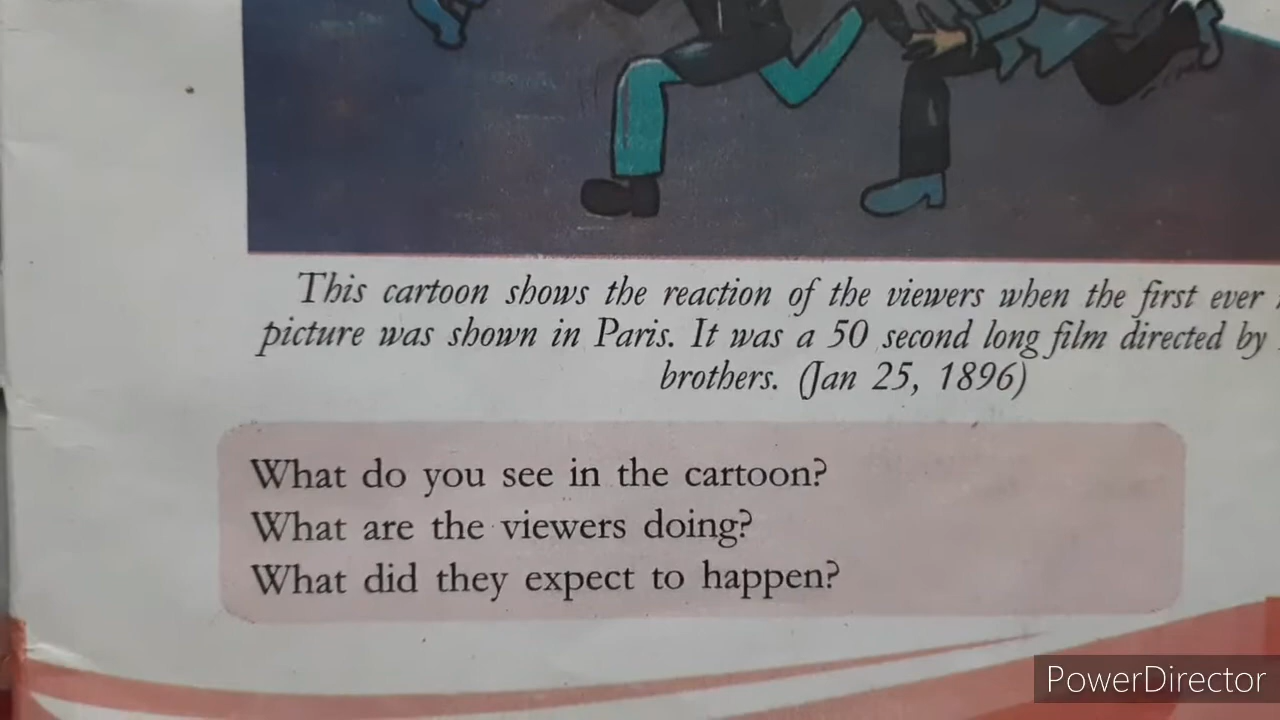 This cartoon shows the reaction of the viewers when the first ever
picture was shown in Paris. It was a 50 second long film directed by
brothers. (Jan 25, 1896)
What do you see in the cartoon?
What are the viewers doing?
What did they expect to happen?
PowerDirector